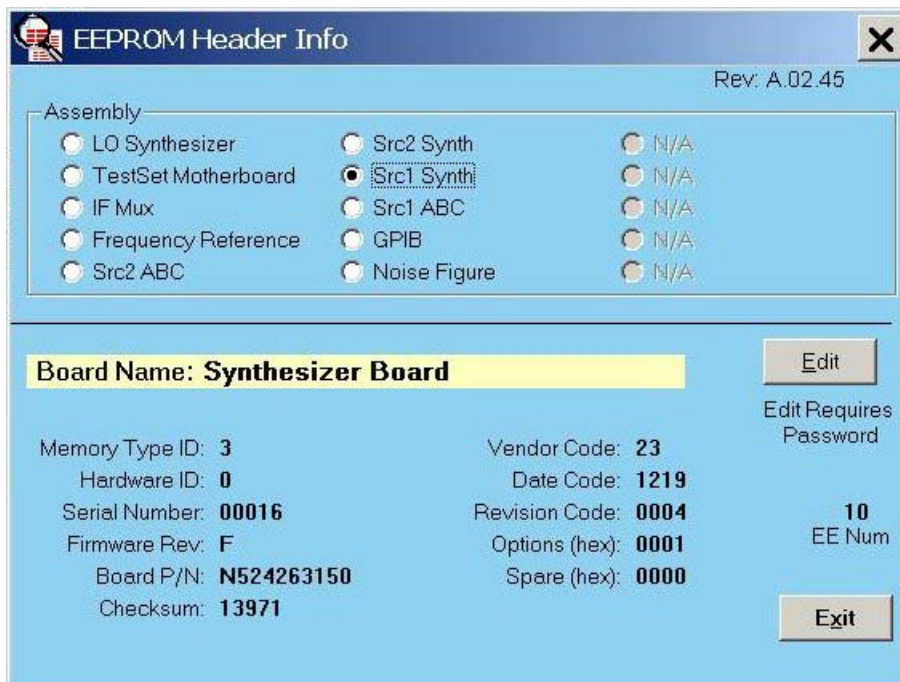 EEPROM Header Info
Rev: A.02.45
Assembly
LO Synthesizer Src2 Synth N/A
TestSet Motherboard Src1 Synth N/A
IF Mux Src1 ABC N/A
Frequency Reference GPIB N/A
Src2 ABC Noise Figure N/A
Board Name: Synthesizer Board
Edit
Edit Requires
Password
Memory Type ID: 3 Vendor Code: 23
Hardware ID: 0 Date Code: 1219
Serial Number: 00016 Revision Code: 0004 10
Firmware Rev: F Options (hex): 0001 EE Num
Board P/N: N524263150 Spare (hex): 0000
Checksum: 13971
Exit